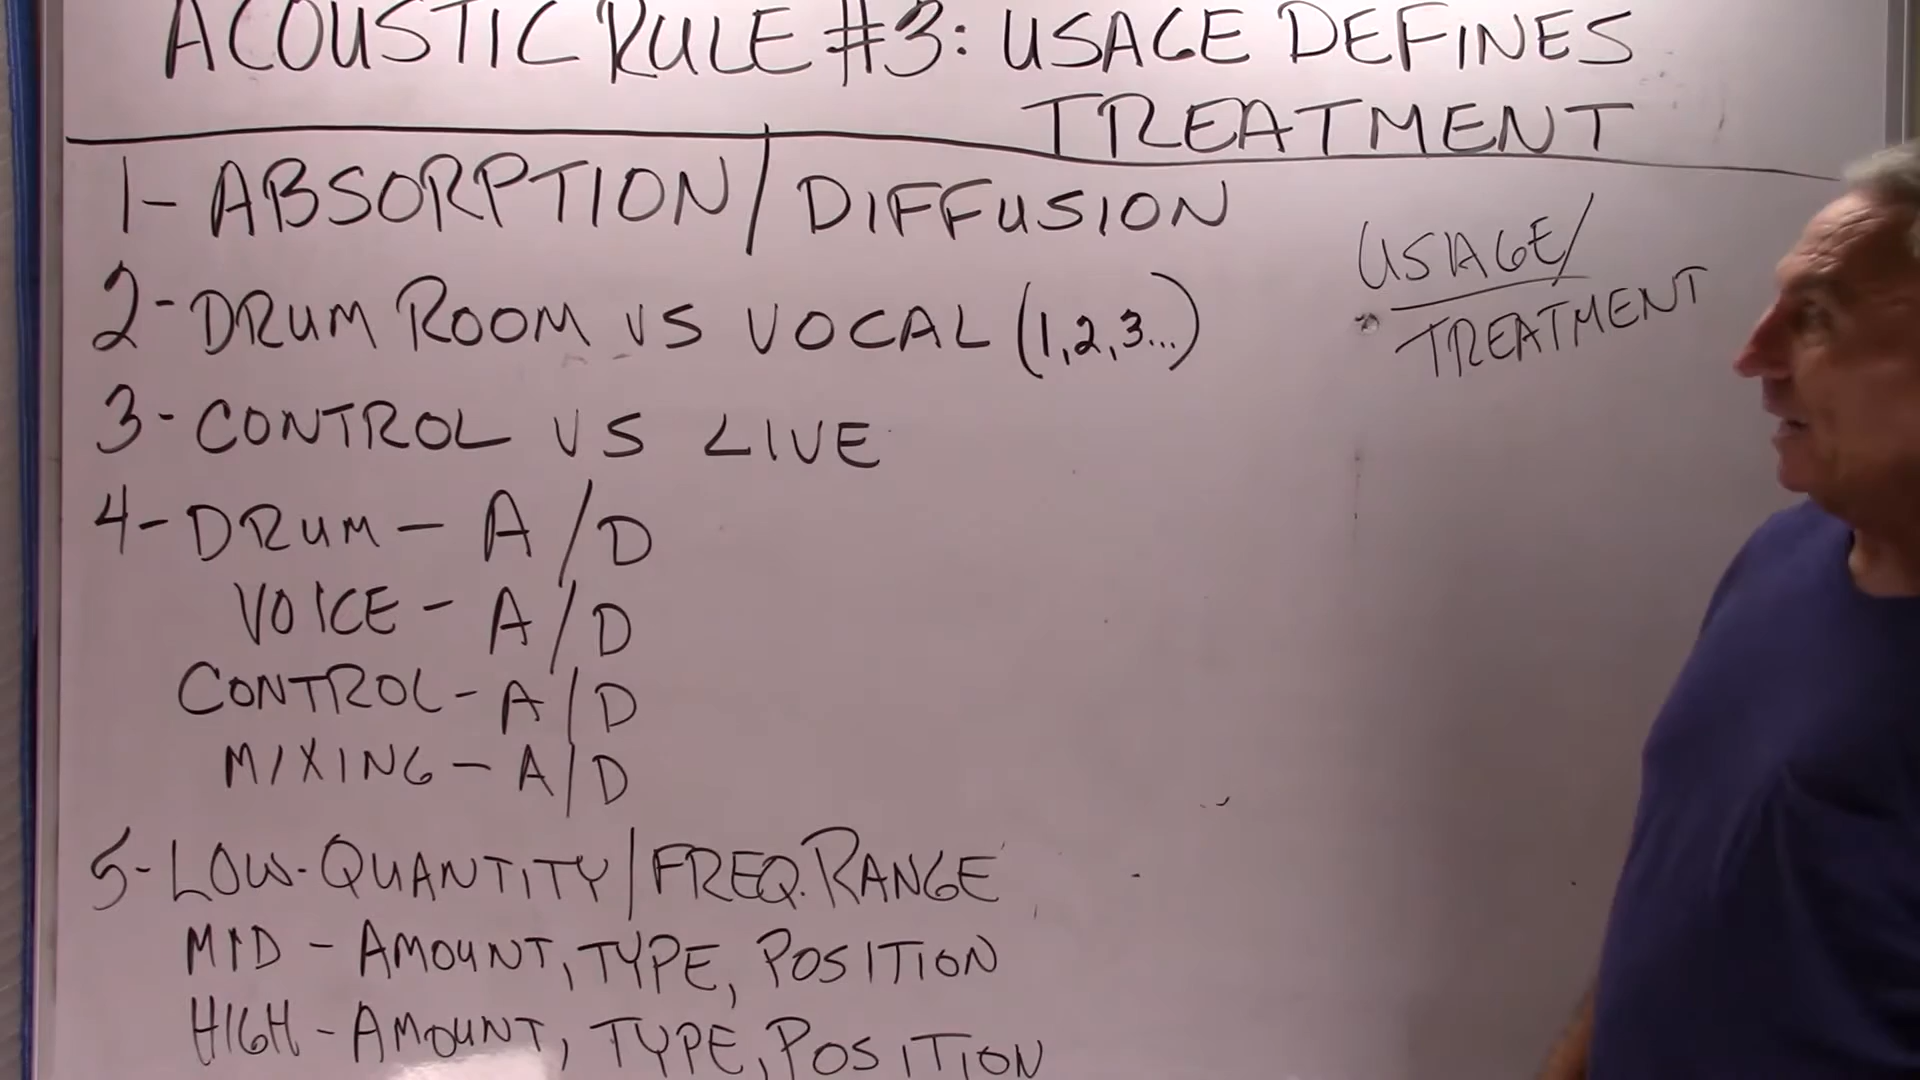 ACOUSTIC RULE #3: USAGE DEFINES
TREATMENT
1- ABSORPTION/DIFFUSION
2- DRUM ROOM VS VOCAL (1,2,3...)
3- CONTROL VS LIVE
4- DRUM - A/D
VOICE - A/D
CONTROL - A/D
MIXING - A/D
5- LOW-QUANTITY/FREQ. RANGE
MID - AMOUNT, TYPE, POSITION
HIGH - AMOUNT, TYPE, POSITION
USAGE/
TREATMENT